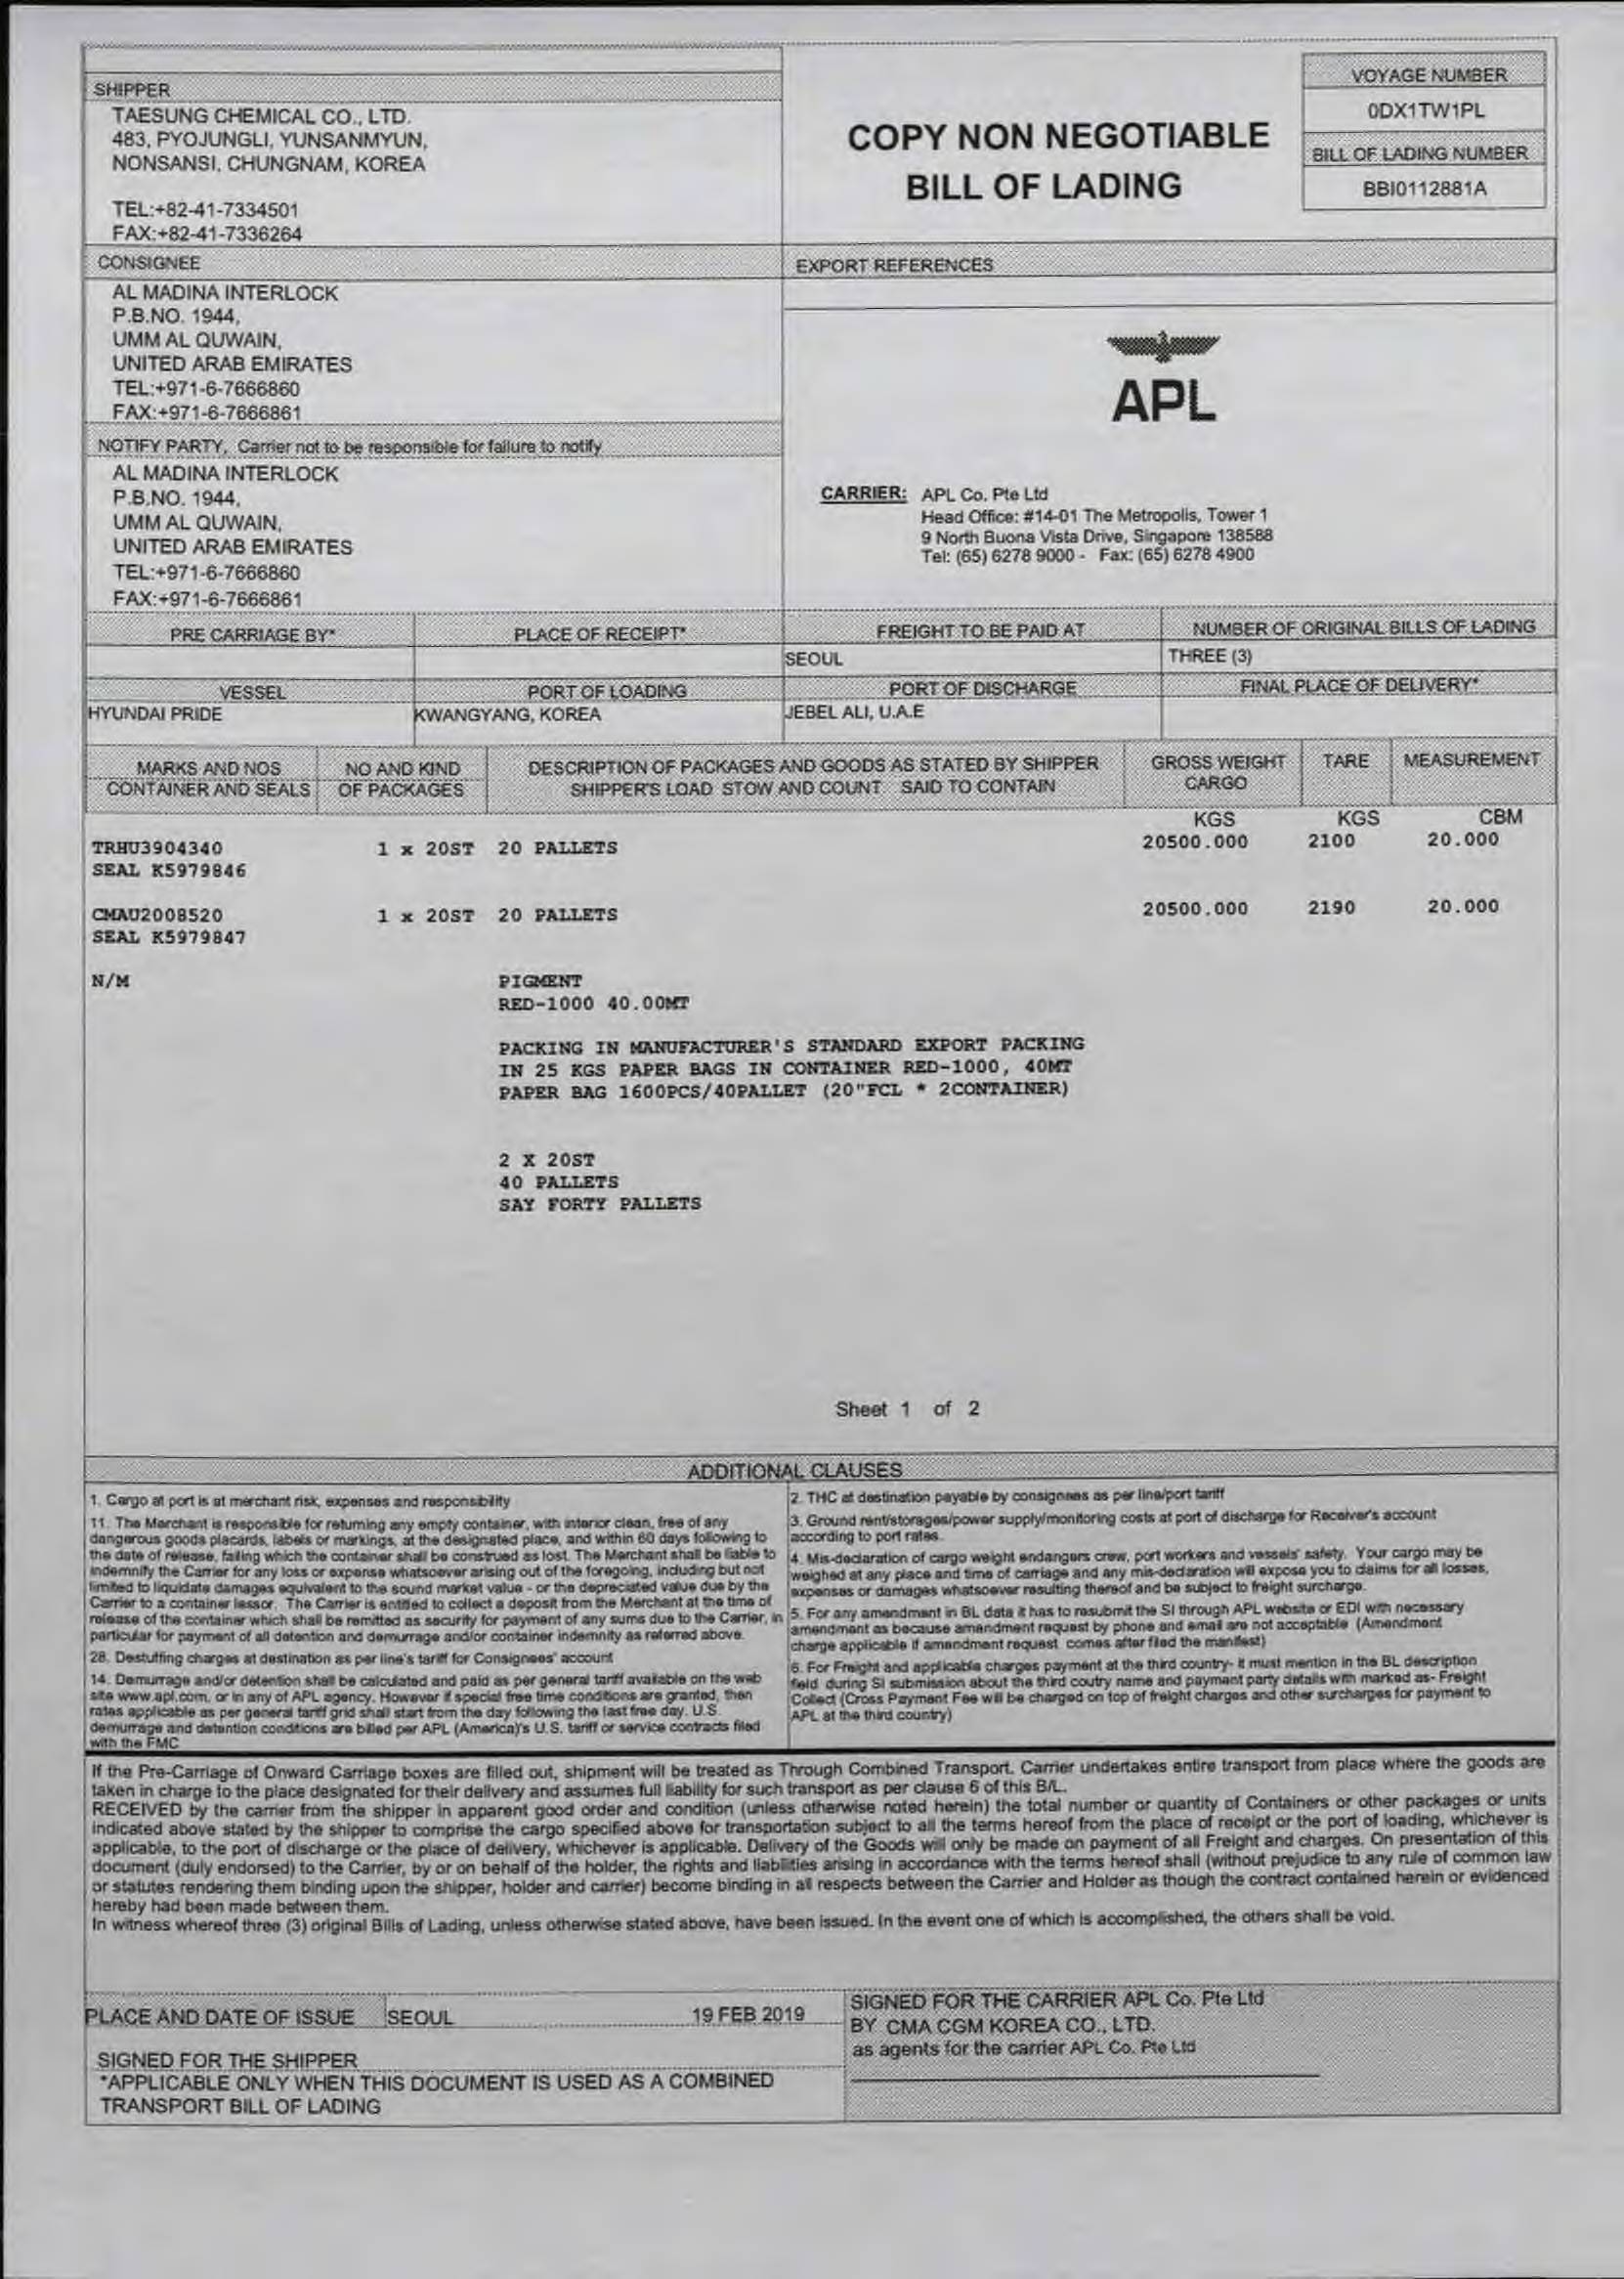 SHIPPER
TAESUNG CHEMICAL CO., LTD.
483, PYOJUNGLI, YUNSANMYUN,
NONSANSI, CHUNGNAM, KOREA
TEL:+82-41-7334501
FAX:+82-41-7336264
COPY NON NEGOTIABLE
BILL OF LADING
VOYAGE NUMBER
0DX1TW1PL
BILL OF LADING NUMBER
BBI0112881A
CONSIGNEE
AL MADINA INTERLOCK
P.B.NO. 1944,
UMM AL QUWAIN,
UNITED ARAB EMIRATES
TEL:+971-6-7666860
FAX:+971-6-7666861
EXPORT REFERENCES
APL
NOTIFY PARTY, Carrier not to be responsible for failure to notify
AL MADINA INTERLOCK
P.B.NO. 1944,
UMM AL QUWAIN,
UNITED ARAB EMIRATES
TEL:+971-6-7666860
FAX:+971-6-7666861
CARRIER: APL Co. Pte Ltd
Head Office: #14-01 The Metropolis, Tower 1
9 North Buona Vista Drive, Singapore 138588
Tel: (65) 6278 9000 - Fax: (65) 6278 4900
PRE CARRIAGE BY* PLACE OF RECEIPT* FREIGHT TO BE PAID AT NUMBER OF ORIGINAL BILLS OF LADING
SEOUL THREE (3)
VESSEL PORT OF LOADING PORT OF DISCHARGE FINAL PLACE OF DELIVERY*
HYUNDAI PRIDE KWANGYANG, KOREA JEBEL ALI, U.A.E
MARKS AND NOS NO AND KIND DESCRIPTION OF PACKAGES AND GOODS AS STATED BY SHIPPER GROSS WEIGHT TARE MEASUREMENT
CONTAINER AND SEALS OF PACKAGES SHIPPER'S LOAD STOW AND COUNT SAID TO CONTAIN CARGO
KGS KGS CBM
TRHU3904340 1 x 20ST 20 PALLETS 20500.000 2100 20.000
SEAL K5979846
CMAU2008520 1 x 20ST 20 PALLETS 20500.000 2190 20.000
SEAL K5979847
N/M PIGMENT
RED-1000 40.00MT
PACKING IN MANUFACTURER'S STANDARD EXPORT PACKING
IN 25 KGS PAPER BAGS IN CONTAINER RED-1000, 40MT
PAPER BAG 1600PCS/40PALLET (20"FCL * 2CONTAINER)
2 X 20ST
40 PALLETS
SAY FORTY PALLETS
Sheet 1 of 2
ADDITIONAL CLAUSES
1. Cargo at port is at merchant risk, expenses and responsibility
11. The Merchant is responsible for returning any empty container, with interior clean, free of any
dangerous goods placards, labels or markings, at the designated place, and within 60 days following to
the date of release, failing which the container shall be construed as lost. The Merchant shall be liable to
indemnify the Carrier for any loss or expense whatsoever arising out of the foregoing, including but not
limited to liquidate damages equivalent to the sound market value - or the depreciated value due by the
Carrier to a container lessor. The Carrier is entitled to collect a deposit from the Merchant at the time of
release of the container which shall be remitted as security for payment of any sums due to the Carrier, in
particular for payment of all detention and demurrage and/or container indemnity as referred above.
28. Destuffing charges at destination as per line's tariff for Consignees' account
14. Demurrage and/or detention shall be calculated and paid as per general tariff available on the web
site www.apl.com, or in any of APL agency. However if special free time conditions are granted, then
rates applicable as per general tariff grid shall start from the day following the last free day. U.S.
demurrage and detention conditions are billed per APL (America)'s U.S. tariff or service contracts filed
with the FMC
2. THC at destination payable by consignees as per line/port tariff
3. Ground rent/storages/power supply/monitoring costs at port of discharge for Receiver's account
according to port rates.
4. Mis-declaration of cargo weight endangers crew, port workers and vessels' safety. Your cargo may be
weighed at any place and time of carriage and any mis-declaration will expose you to claims for all losses,
expenses or damages whatsoever resulting thereof and be subject to freight surcharge.
5. For any amendment in BL data it has to resubmit the SI through APL website or EDI with necessary
amendment as because amendment request by phone and email are not acceptable (Amendment
charge applicable if amendment request comes after filed the manifest)
6. For Freight and applicable charges payment at the third country- it must mention in the BL description
field during SI submission about the third coutry name and payment party details with marked as- Freight
Collect (Cross Payment Fee will be charged on top of freight charges and other surcharges for payment to
APL at the third country)
If the Pre-Carriage of Onward Carriage boxes are filled out, shipment will be treated as Through Combined Transport. Carrier undertakes entire transport from place where the goods are
taken in charge to the place designated for their delivery and assumes full liability for such transport as per clause 6 of this B/L.
RECEIVED by the carrier from the shipper in apparent good order and condition (unless otherwise noted herein) the total number or quantity of Containers or other packages or units
indicated above stated by the shipper to comprise the cargo specified above for transportation subject to all the terms hereof from the place of receipt or the port of loading, whichever is
applicable, to the port of discharge or the place of delivery, whichever is applicable. Delivery of the Goods will only be made on payment of all Freight and charges. On presentation of this
document (duly endorsed) to the Carrier, by or on behalf of the holder, the rights and liabilities arising in accordance with the terms hereof shall (without prejudice to any rule of common law
or statutes rendering them binding upon the shipper, holder and carrier) become binding in all respects between the Carrier and Holder as though the contract contained herein or evidenced
hereby had been made between them.
In witness whereof three (3) original Bills of Lading, unless otherwise stated above, have been issued. In the event one of which is accomplished, the others shall be void.
PLACE AND DATE OF ISSUE SEOUL 19 FEB 2019
SIGNED FOR THE SHIPPER
*APPLICABLE ONLY WHEN THIS DOCUMENT IS USED AS A COMBINED
TRANSPORT BILL OF LADING
SIGNED FOR THE CARRIER APL Co. Pte Ltd
BY CMA CGM KOREA CO., LTD.
as agents for the carrier APL Co. Pte Ltd